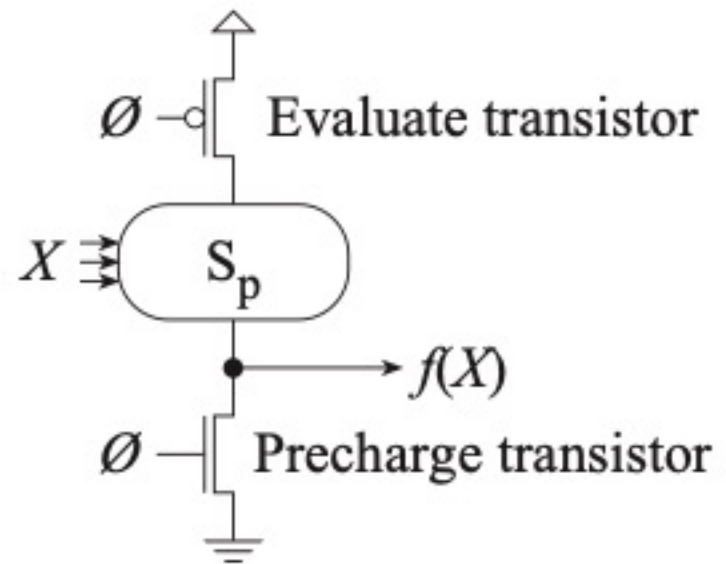 Ø Evaluate transistor
X
S_p
f(X)
Ø Precharge transistor